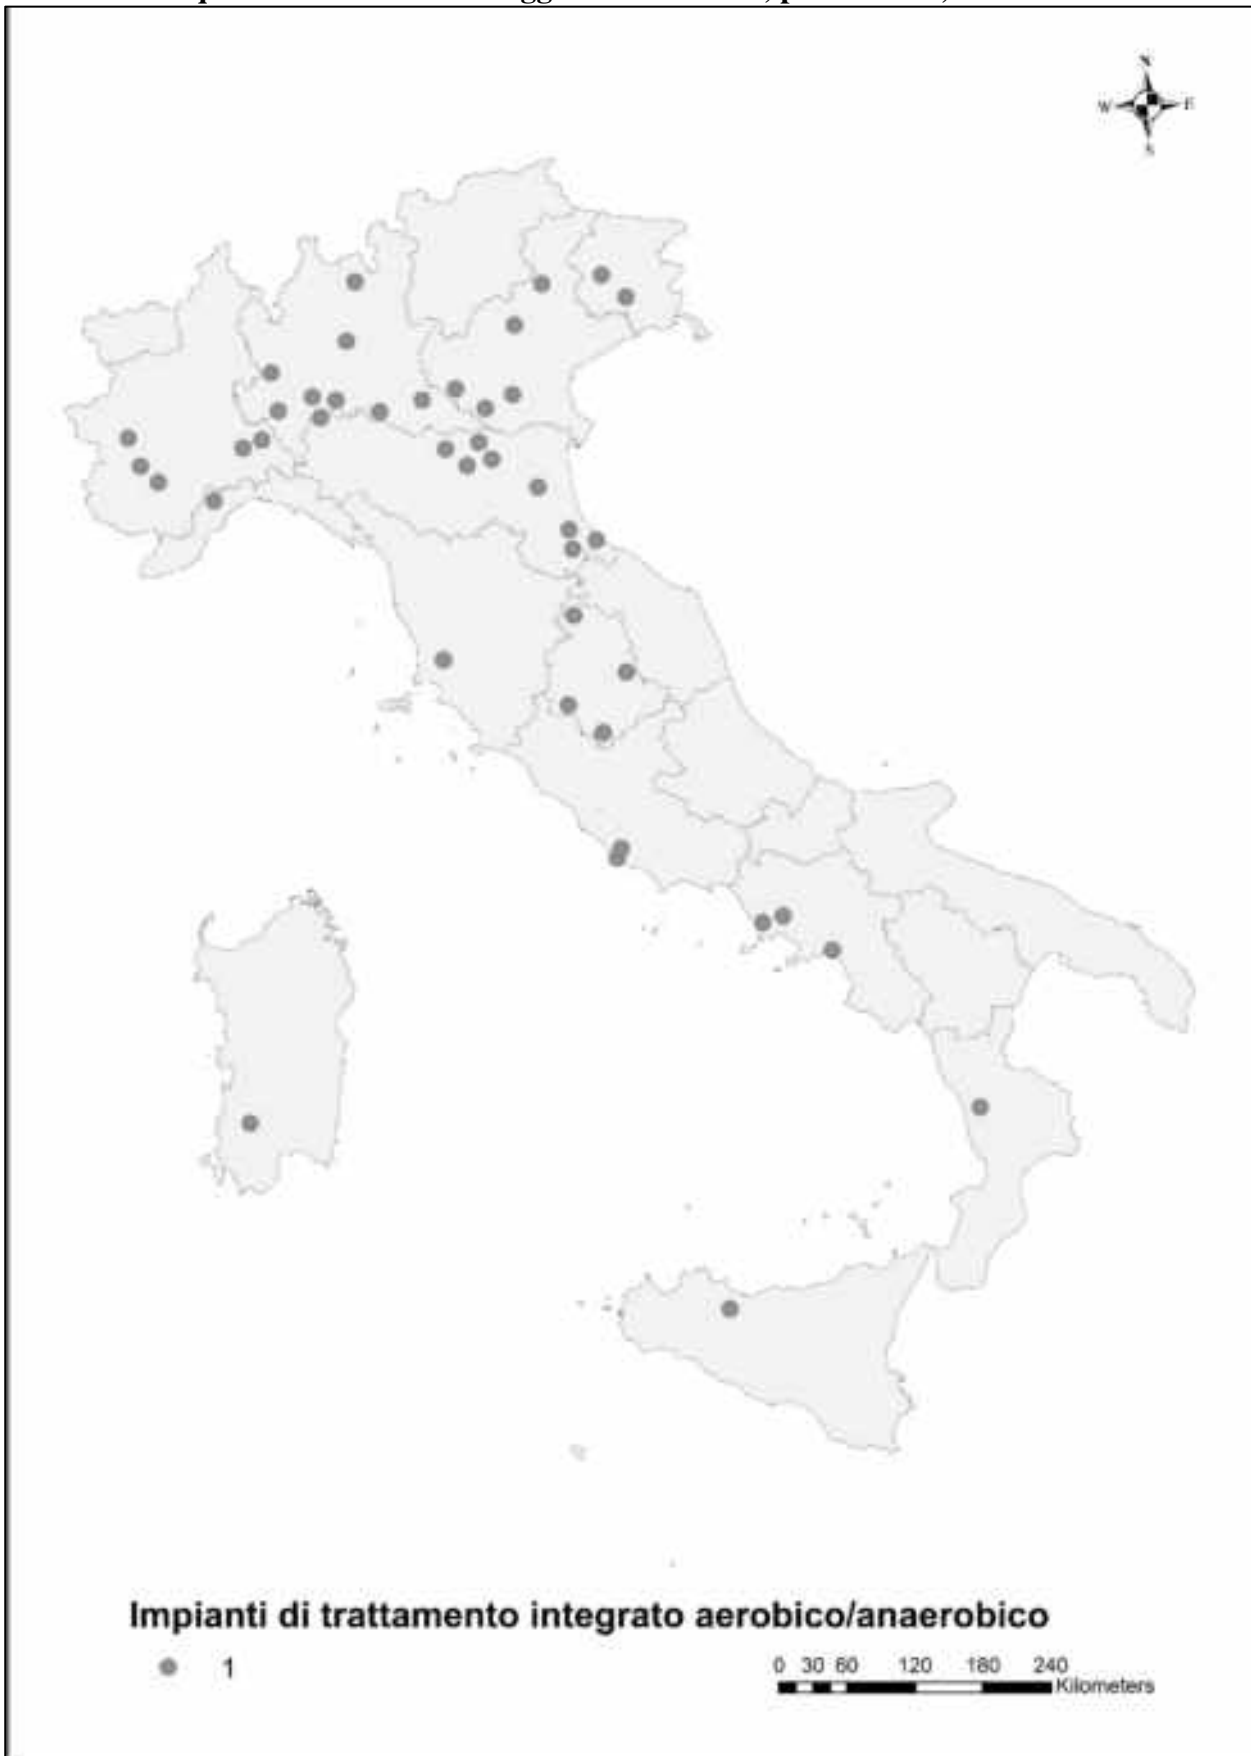 N
W E
S
Impianti di trattamento integrato aerobico/anaerobico
1
0 30 60 120 180 240
Kilometers